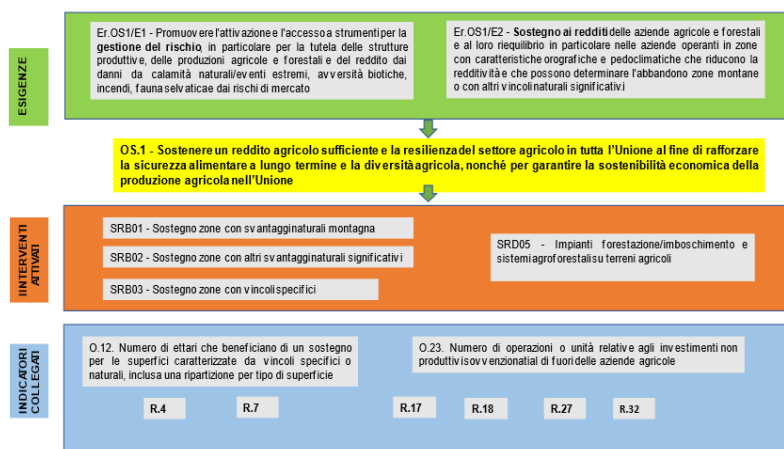 ESIGENZE
Er.OS1/E1 - Promuovere l'attivazione e l'accesso a strumenti per la
gestione del rischio, in particolare per la tutela delle strutture
produttive, delle produzioni agricole e forestali e del reddito dai
danni da calamità naturali/eventi estremi, avversità biotiche,
incendi, fauna selvatica e dai rischi di mercato
Er.OS1/E2 - Sostegno ai redditi delle aziende agricole e forestali
e al loro riequilibrio in particolare nelle aziende operanti in zone
con caratteristiche orografiche e pedoclimatiche che riducono la
redditività e che possono determinare l'abbandono zone montane
o con altri vincoli naturali significativi
OS.1 - Sostenere un reddito agricolo sufficiente e la resilienza del settore agricolo in tutta l'Unione al fine di rafforzare
la sicurezza alimentare a lungo termine e la diversità agricola, nonché per garantire la sostenibilità economica della
produzione agricola nell'Unione
IINTERVENTI
ATTIVATI
SRB01 - Sostegno zone con svantaggi naturali montagna
SRB02 - Sostegno zone con altri svantaggi naturali significativi
SRB03 - Sostegno zone con vincoli specifici
SRD05 - Impianti forestazione/imboschimento e
sistemi agroforestali su terreni agricoli
INDICATORI
COLLEGATI
O.12. Numero di ettari che beneficiano di un sostegno
per le superfici caratterizzate da vincoli specifici o
naturali, inclusa una ripartizione per tipo di superficie
O.23. Numero di operazioni o unità relative agli investimenti non
produttivi sovvenzionati al di fuori delle aziende agricole
R.4
R.7
R.17
R.18
R.27
R.32